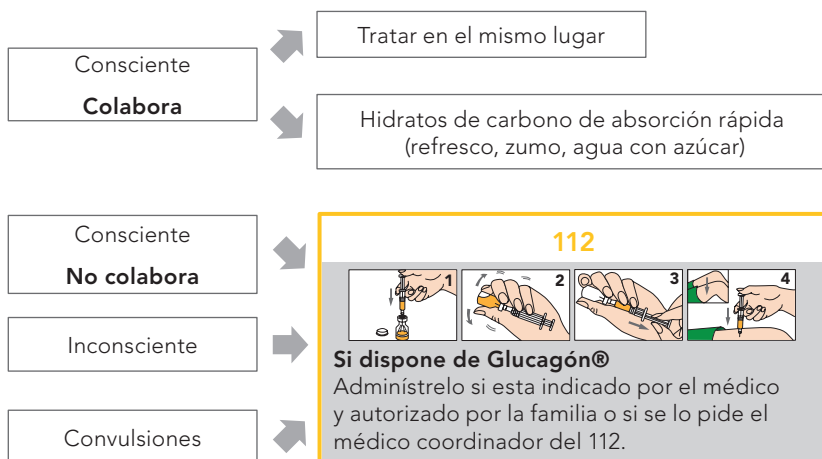 Consciente
Colabora
Tratar en el mismo lugar
Hidratos de carbono de absorción rápida
(refresco, zumo, agua con azúcar)
Consciente
No colabora
Inconsciente
Convulsiones
112
1
2
3
4
Si dispone de Glucagón®
Adminístrelo si esta indicado por el médico
y autorizado por la familia o si se lo pide el
médico coordinador del 112.